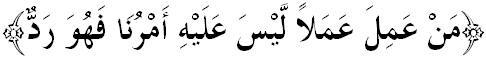 ﴿مَنْ عَمِلَ عَمَلاً لَّيْسَ عَلَيْهِ أَمْرُنَا فَهُوَ رَدٌّ﴾